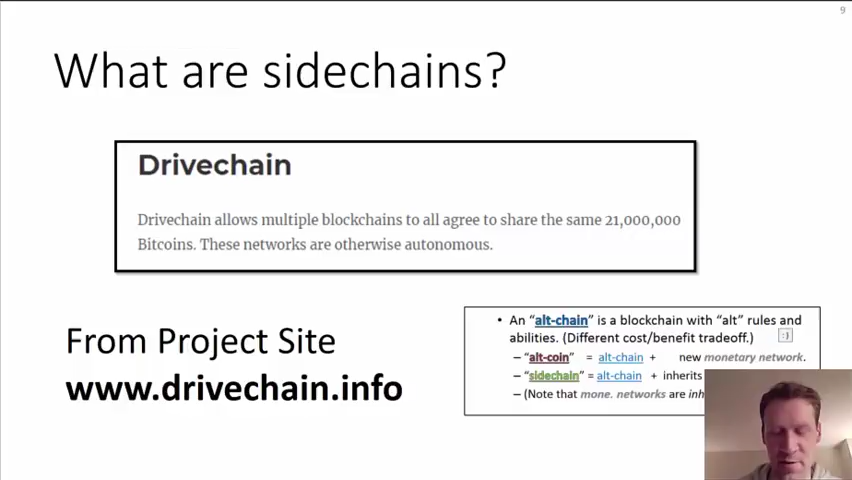 9
What are sidechains?
Drivechain
Drivechain allows multiple blockchains to all agree to share the same 21,000,000
Bitcoins. These networks are otherwise autonomous.
From Project Site
www.drivechain.info
• An “alt-chain” is a blockchain with “alt” rules and
abilities. (Different cost/benefit tradeoff.) :)
– “alt-coin” = alt-chain + new monetary network.
– “sidechain” = alt-chain + inherits
– (Note that mone. networks are